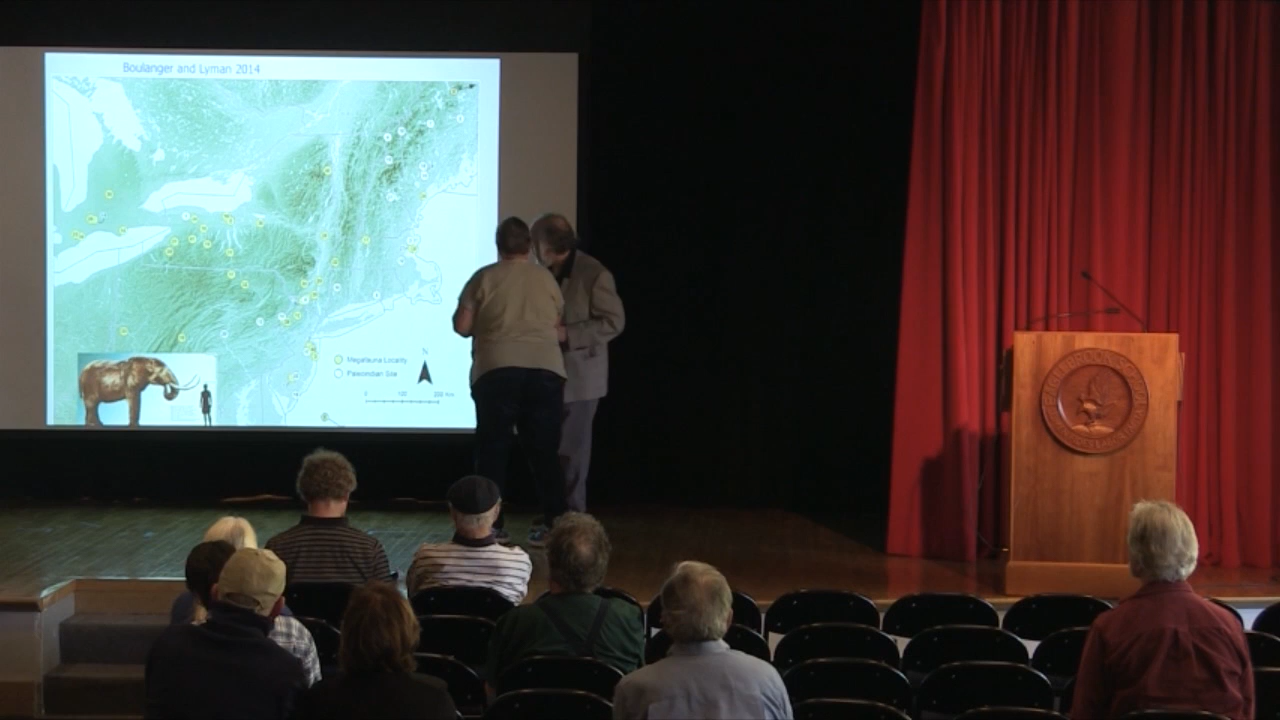 Boulanger and Lyman 2014
N
Megafauna Locality
Paleoindian Site
0 100 200 Km